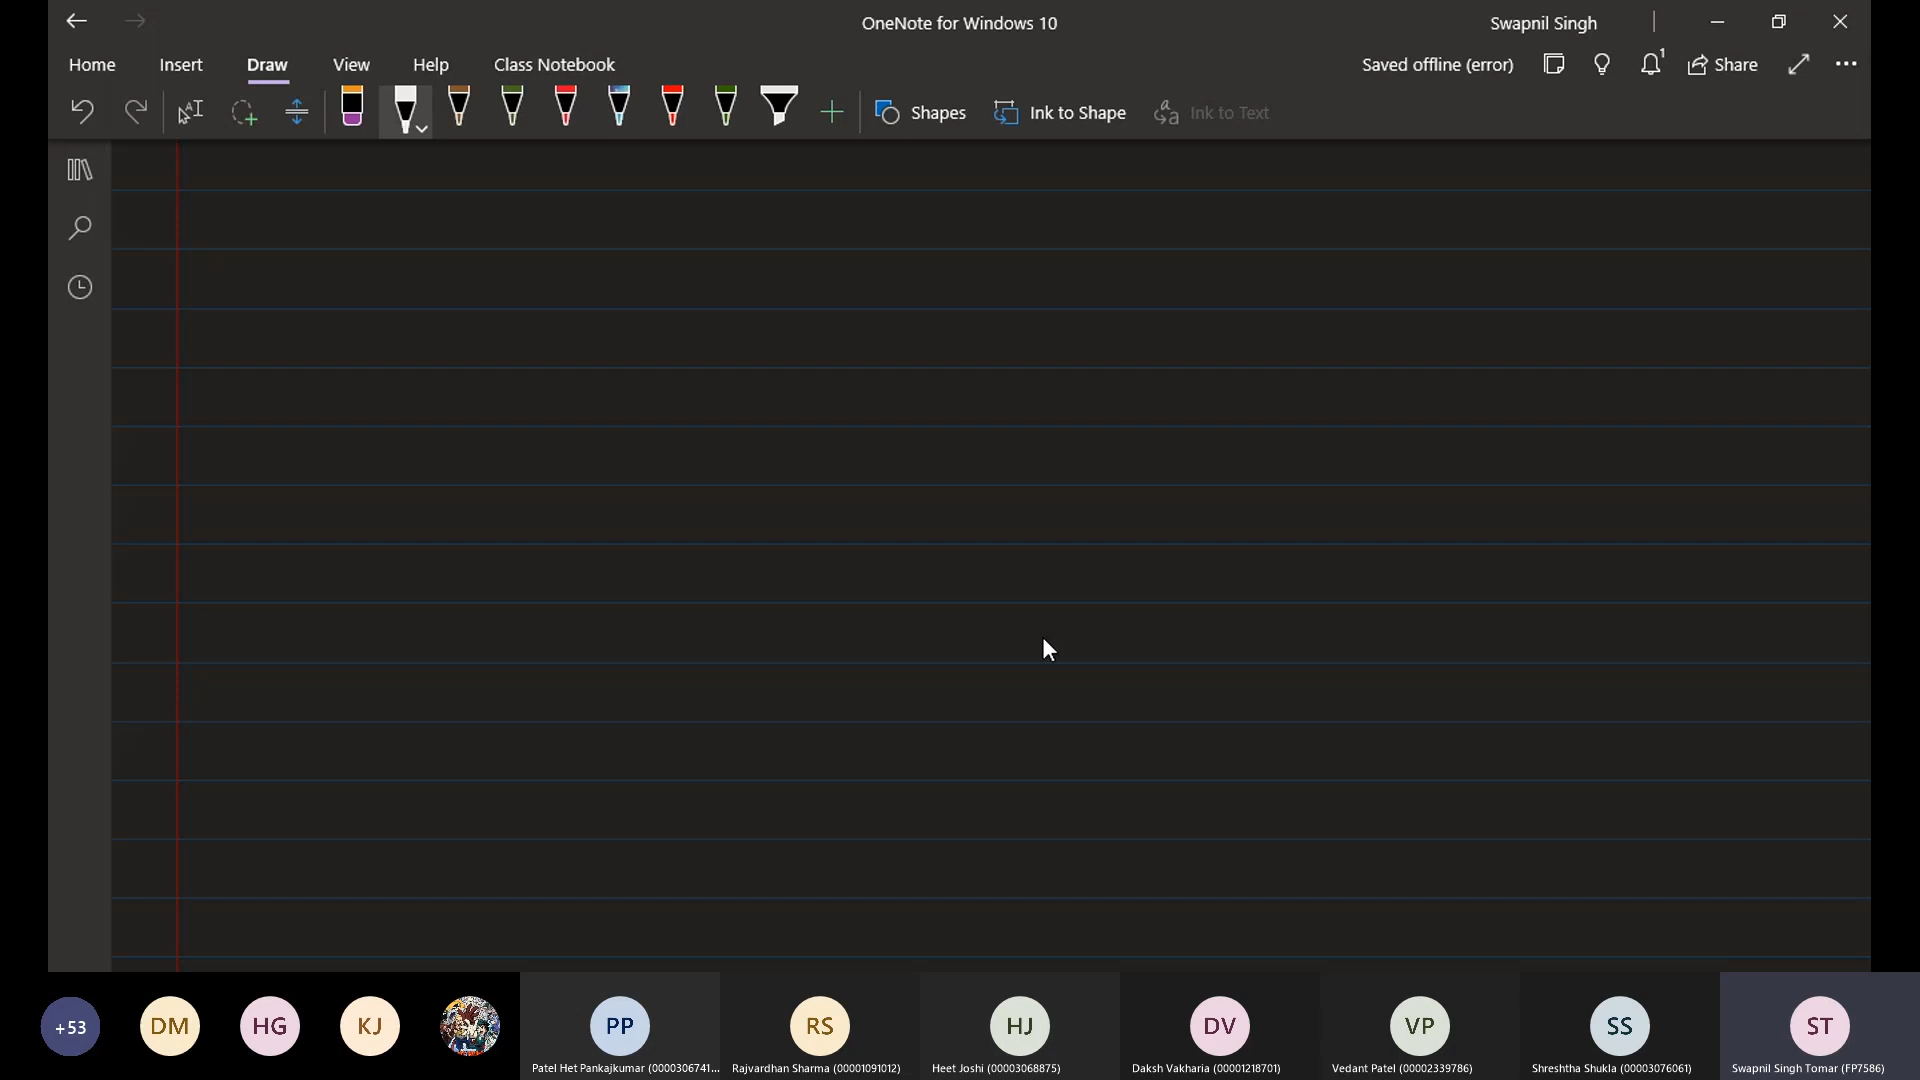 OneNote for Windows 10
Swapnil Singh
Home Insert Draw View Help Class Notebook
Saved offline (error)
1
Share
Shapes
Ink to Shape
Ink to Text
+53
DM
HG
KJ
PP
RS
HJ
DV
VP
SS
ST
Patel Het Pankajkumar (0000306741...
Rajvardhan Sharma (00001091012)
Heet Joshi (00003068875)
Daksh Vakharia (00001218701)
Vedant Patel (00002339786)
Shreshtha Shukla (00003076061)
Swapnil Singh Tomar (FP7586)